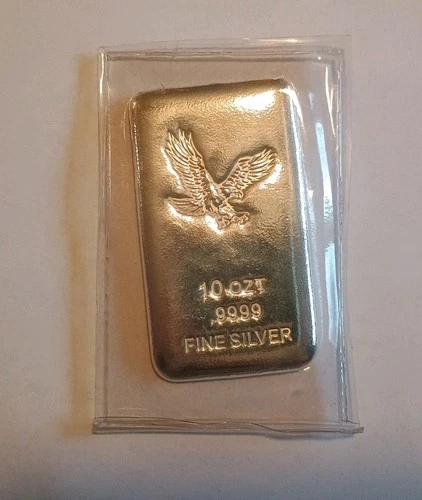 10 OZT
.9999
FINE SILVER